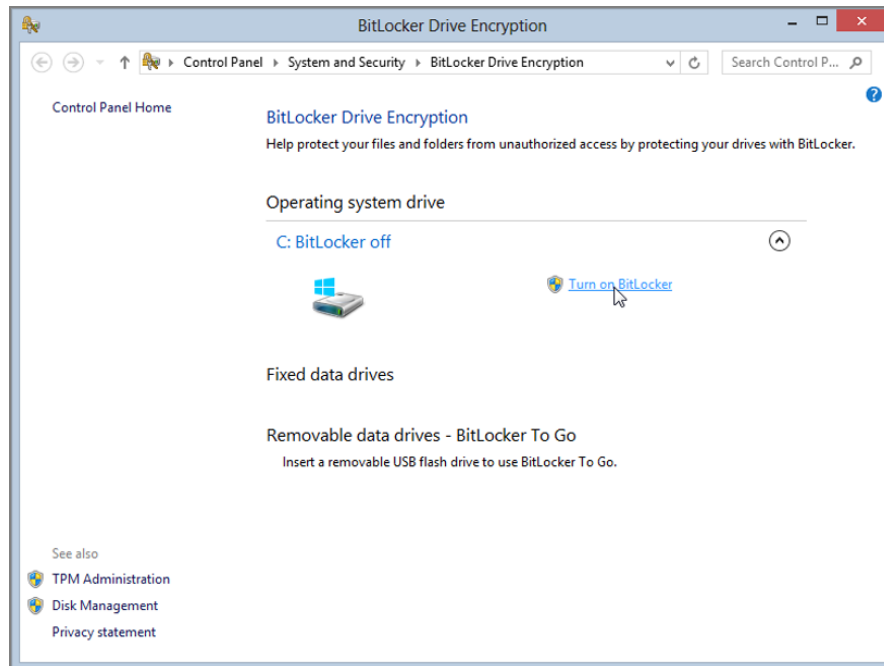 BitLocker Drive Encryption
Control Panel System and Security BitLocker Drive Encryption Search Control P...
Control Panel Home
BitLocker Drive Encryption
Help protect your files and folders from unauthorized access by protecting your drives with BitLocker.
Operating system drive
C: BitLocker off
Turn on BitLocker
Fixed data drives
Removable data drives - BitLocker To Go
Insert a removable USB flash drive to use BitLocker To Go.
See also
TPM Administration
Disk Management
Privacy statement